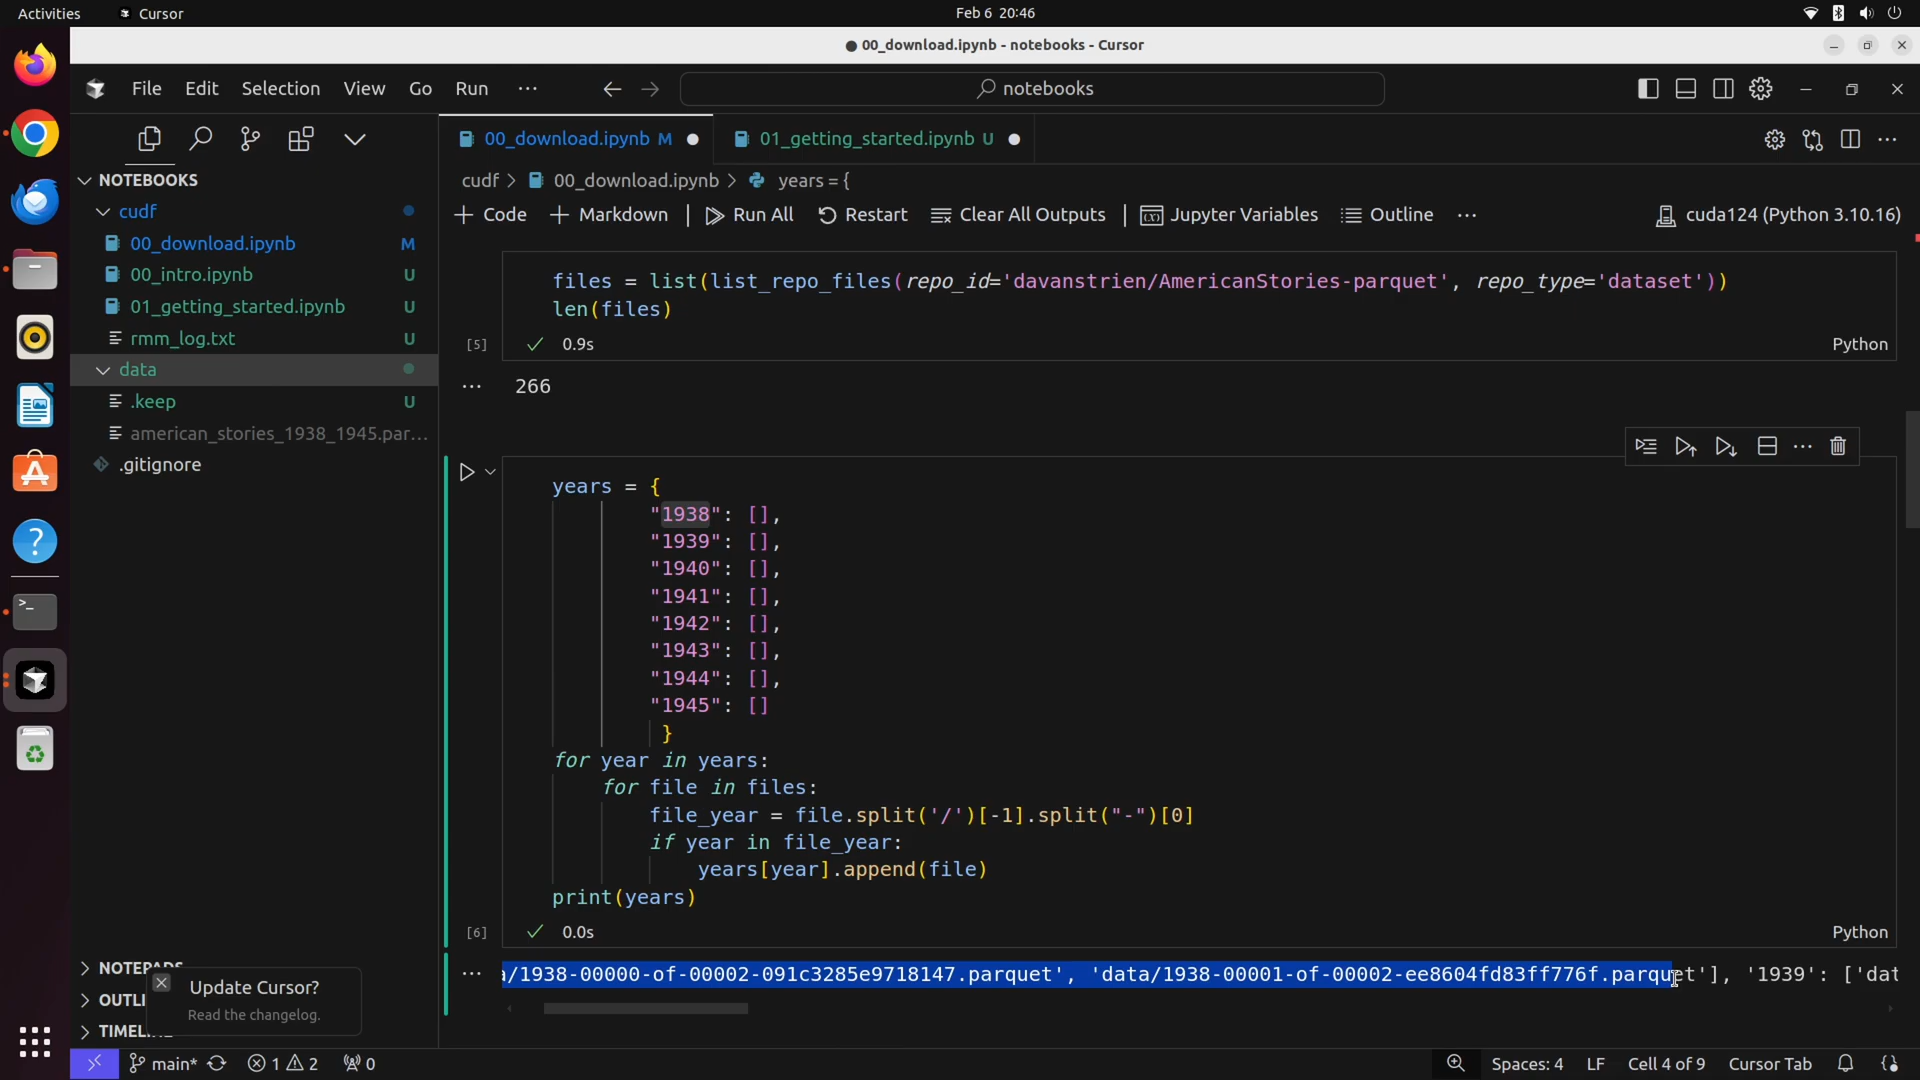 Activities
Cursor
Feb 6 20:46
00_download.ipynb - notebooks - Cursor
File Edit Selection View Go Run ···
notebooks
00_download.ipynb M
01_getting_started.ipynb U
NOTEBOOKS
cudf
00_download.ipynb M
00_intro.ipynb U
01_getting_started.ipynb U
rmm_log.txt U
data
.keep U
american_stories_1938_1945.par...
.gitignore
cudf > 00_download.ipynb > years = {
+ Code + Markdown | Run All Restart Clear All Outputs | Jupyter Variables Outline ···
cuda124 (Python 3.10.16)
files = list(list_repo_files(repo_id='davanstrien/AmericanStories-parquet', repo_type='dataset'))
len(files)
[5] ✓ 0.9s Python
··· 266
years = {
"1938": [],
"1939": [],
"1940": [],
"1941": [],
"1942": [],
"1943": [],
"1944": [],
"1945": []
}
for year in years:
for file in files:
file_year = file.split('/')[-1].split("-")[0]
if year in file_year:
years[year].append(file)
print(years)
[6] ✓ 0.0s Python
/1938-00000-of-00002-091c3285e9718147.parquet', 'data/1938-00001-of-00002-ee8604fd83ff776f.parquet'], '1939': ['dat
Update Cursor?
Read the changelog.
main* 1 2 0
Spaces: 4 LF Cell 4 of 9 Cursor Tab